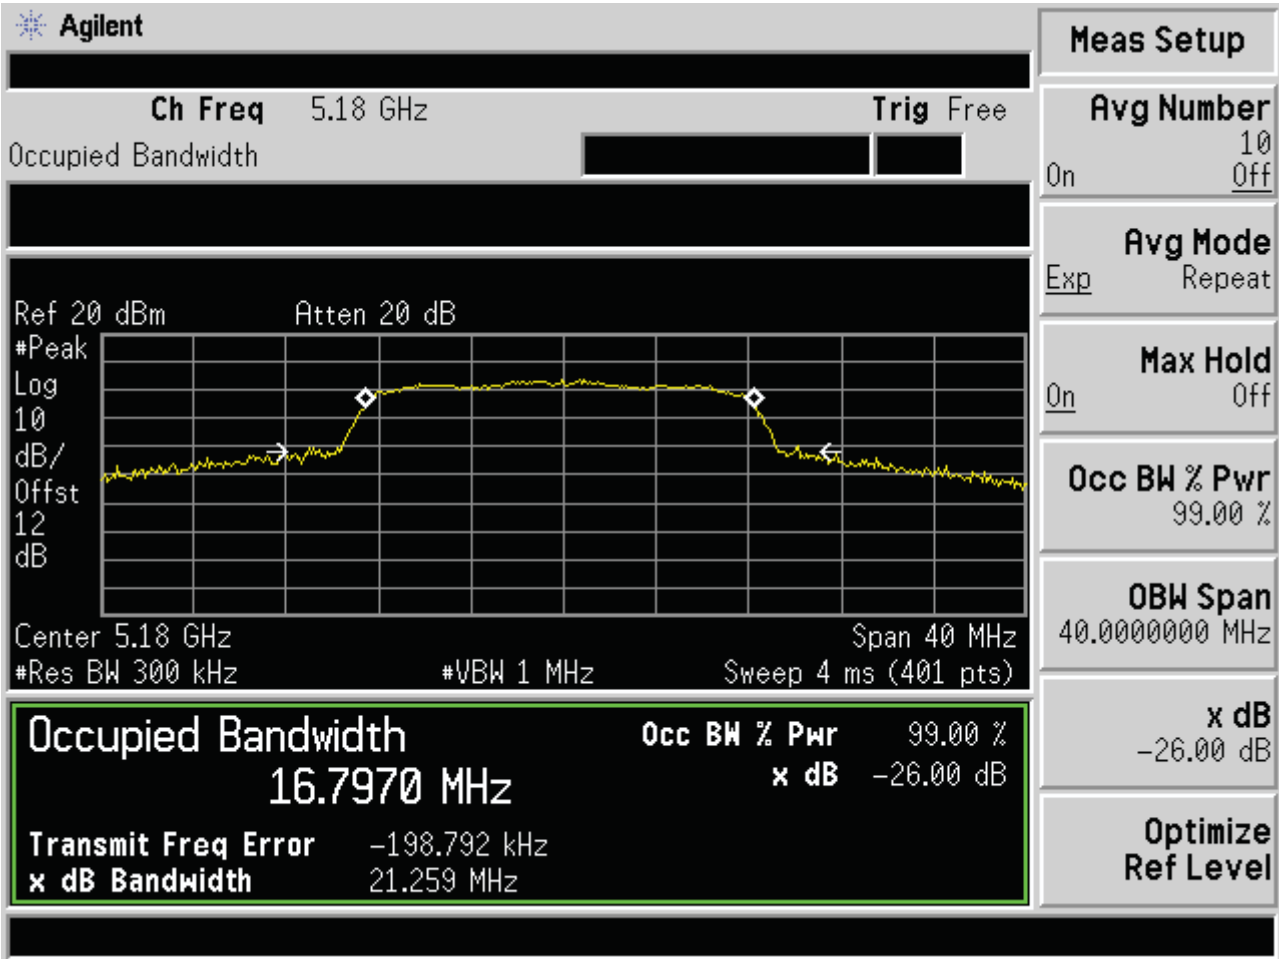 Agilent
Ch Freq 5.18 GHz Trig Free
Occupied Bandwidth
Ref 20 dBm Atten 20 dB
#Peak
Log
10
dB/
Offst
12
dB
Center 5.18 GHz Span 40 MHz
#Res BW 300 kHz #VBW 1 MHz Sweep 4 ms (401 pts)
Occupied Bandwidth Occ BW % Pwr 99.00 %
16.7970 MHz x dB -26.00 dB
Transmit Freq Error -198.792 kHz
x dB Bandwidth 21.259 MHz
Meas Setup
Avg Number
10
On Off
Avg Mode
Exp Repeat
Max Hold
On Off
Occ BW % Pwr
99.00 %
OBW Span
40.0000000 MHz
x dB
-26.00 dB
Optimize
Ref Level